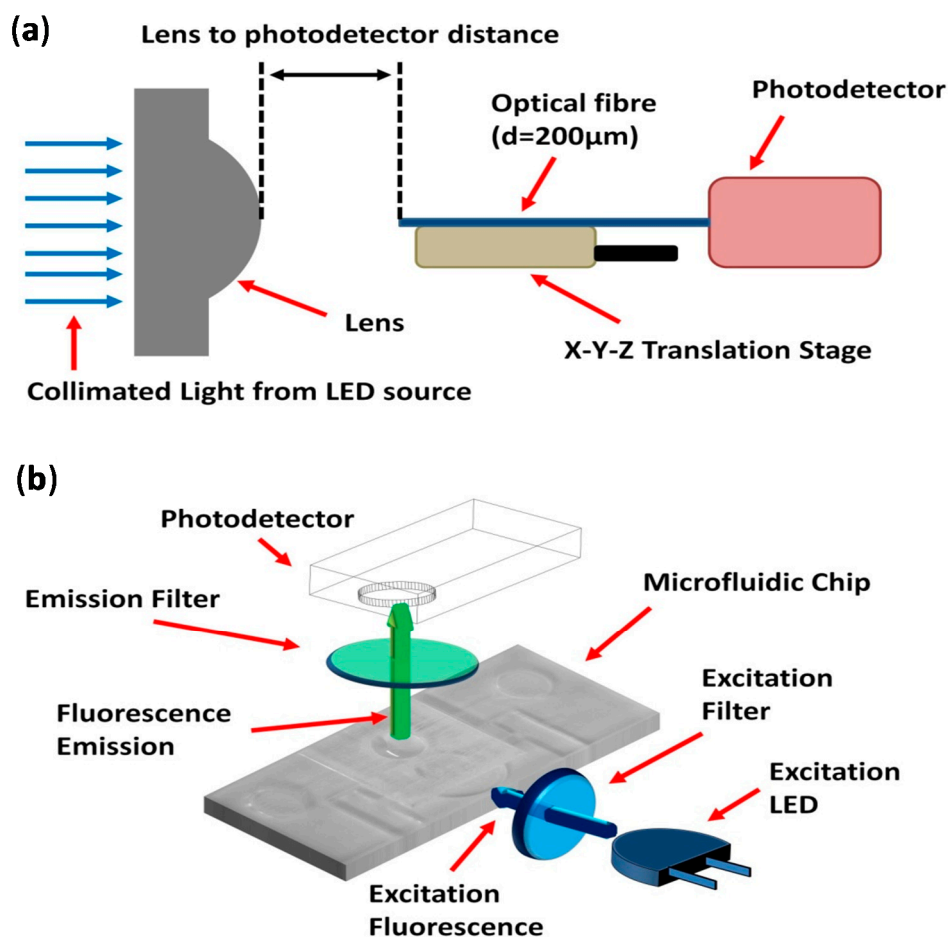 (a)
Lens to photodetector distance
Optical fibre
(d=200μm)
Photodetector
Lens
X-Y-Z Translation Stage
Collimated Light from LED source
(b)
Photodetector
Emission Filter
Microfluidic Chip
Excitation
Filter
Fluorescence
Emission
Excitation
LED
Excitation
Fluorescence